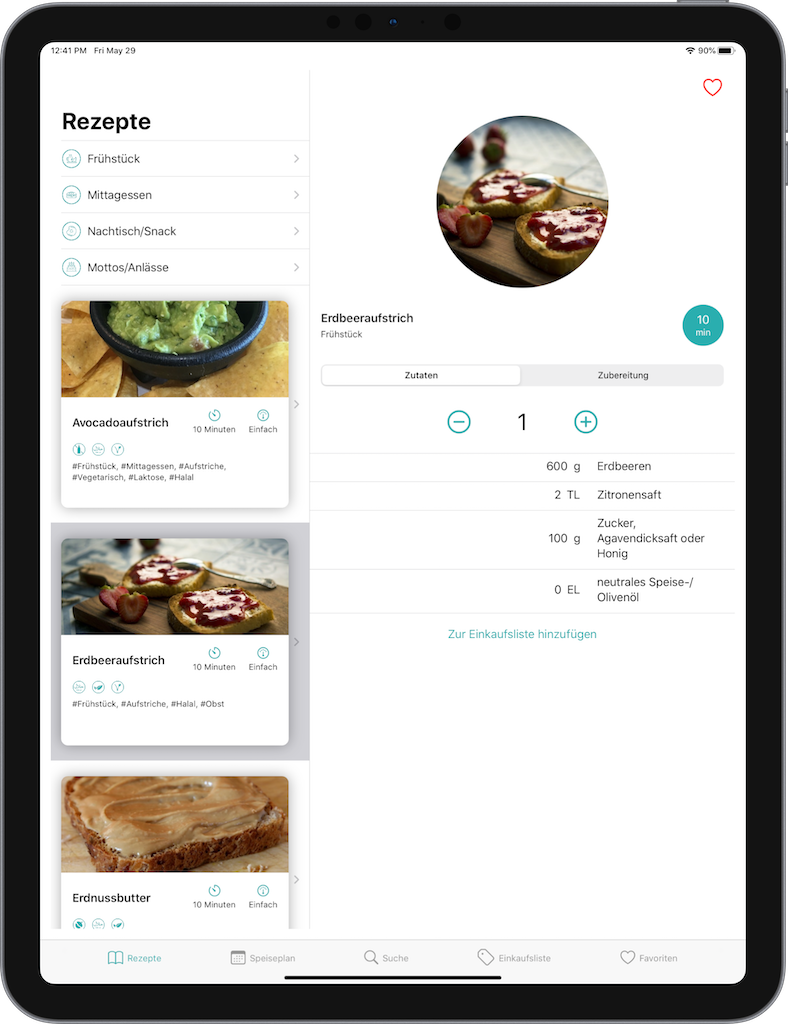 12:41 PM Fri May 29
90%
Rezepte
Frühstück
Mittagessen
Nachtisch/Snack
Mottos/Anlässe
Avocadoaufstrich
10 Minuten
Einfach
#Frühstück, #Mittagessen, #Aufstriche,
#Vegetarisch, #Laktose, #Halal
Erdbeeraufstrich
10 Minuten
Einfach
#Frühstück, #Aufstriche, #Halal, #Obst
Erdnussbutter
10 Minuten
Einfach
Erdbeeraufstrich
Frühstück
10
min
Zutaten
Zubereitung
1
600 g Erdbeeren
2 TL Zitronensaft
100 g Zucker,
Agavendicksaft oder
Honig
0 EL neutrales Speise-/
Olivenöl
Zur Einkaufsliste hinzufügen
Rezepte
Speiseplan
Suche
Einkaufsliste
Favoriten